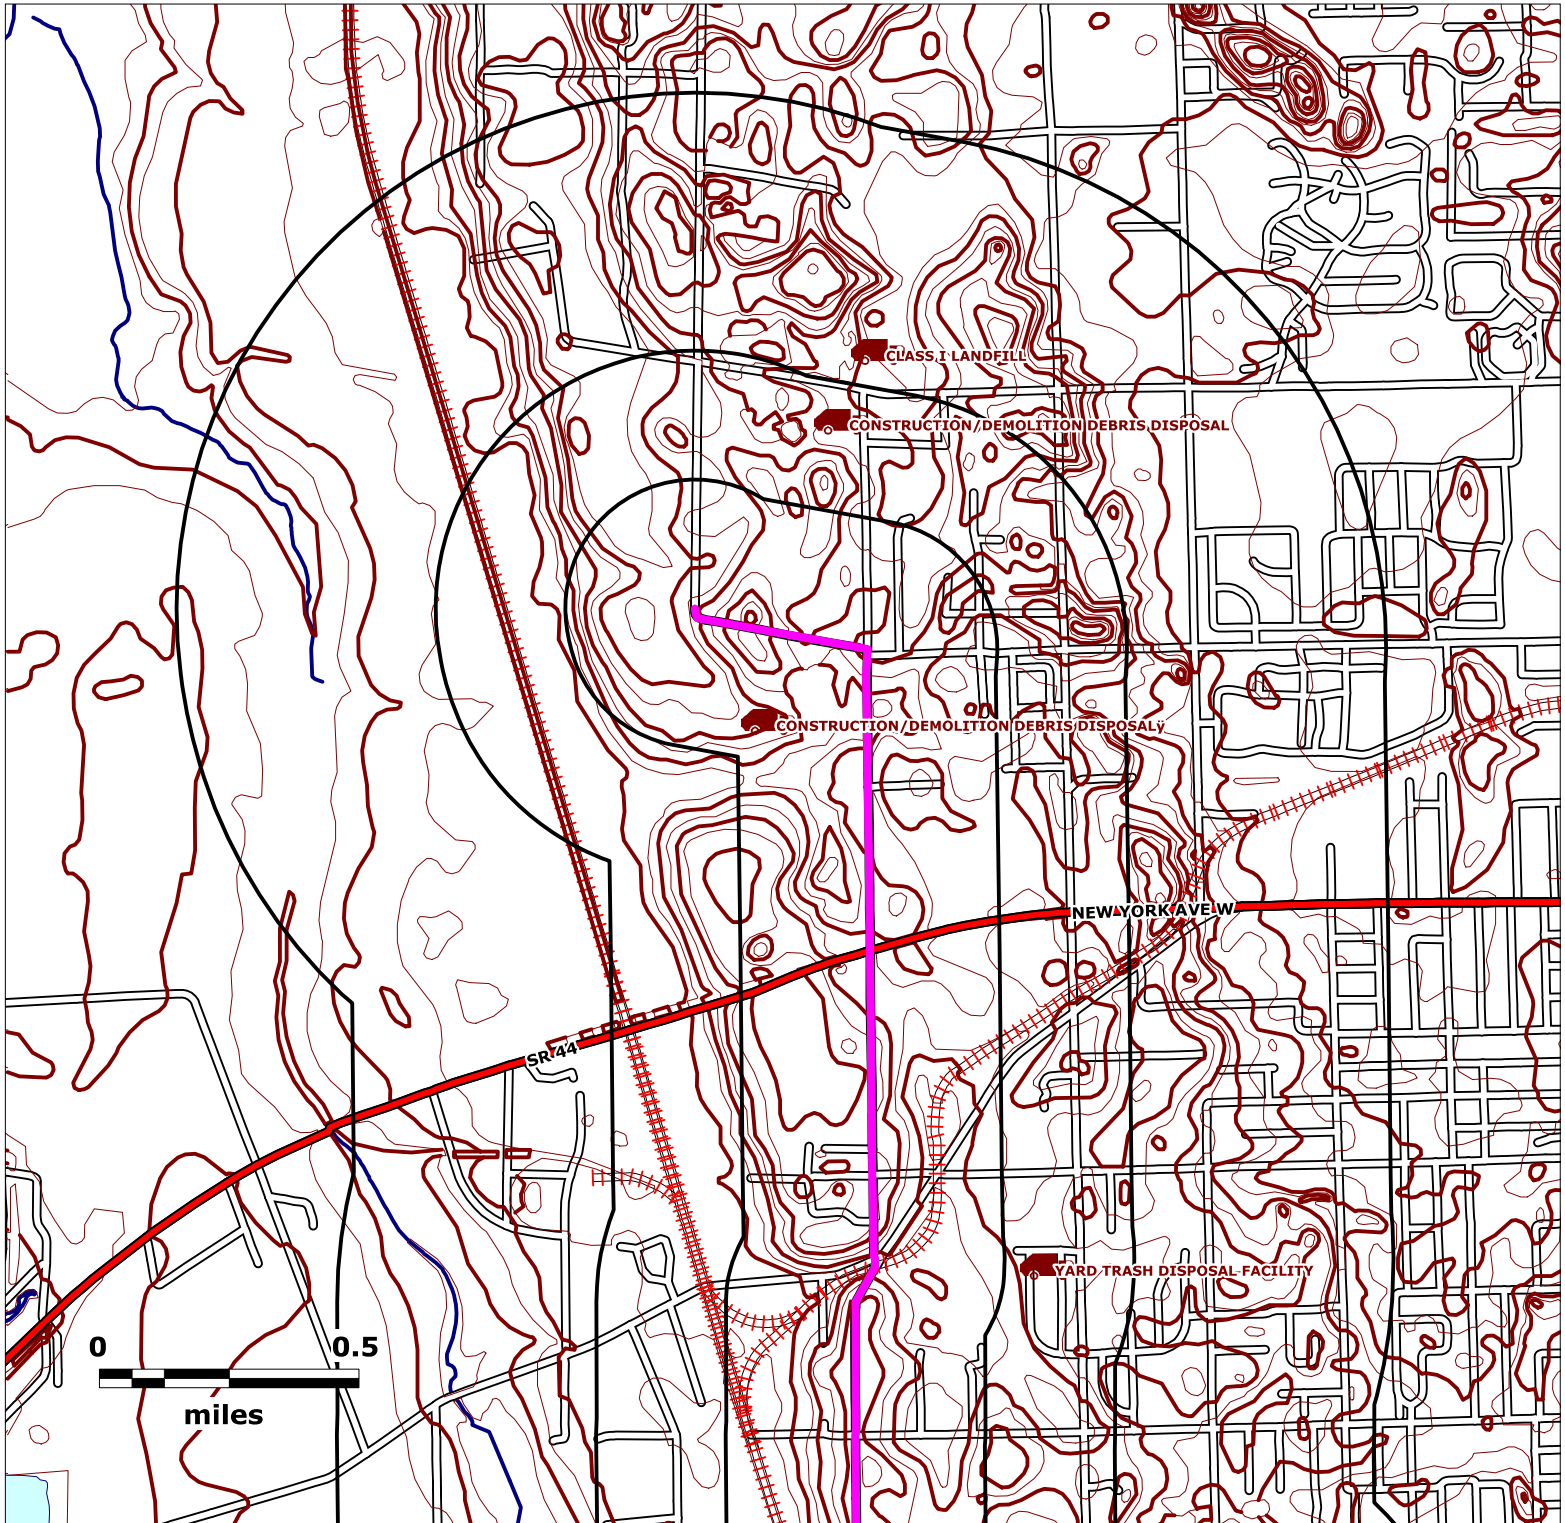 CLASS I LANDFILL
CONSTRUCTION/DEMOLITION DEBRIS DISPOSAL
CONSTRUCTION/DEMOLITION DEBRIS DISPOSALÿ
NEW YORK AVE W
SR 44
YARD TRASH DISPOSAL FACILITY
0 0.5
miles